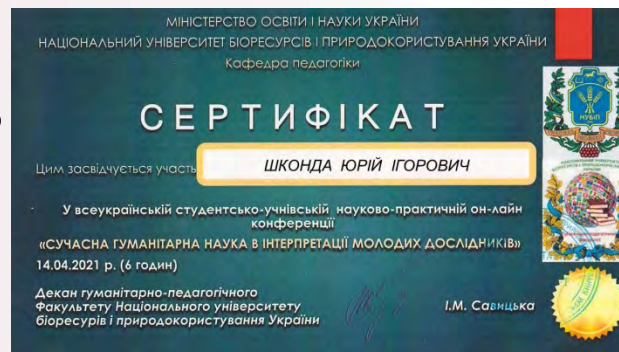 МІНІСТЕРСТВО ОСВІТИ І НАУКИ УКРАЇНИ
НАЦІОНАЛЬНИЙ УНІВЕРСИТЕТ БІОРЕСУРСІВ І ПРИРОДОКОРИСТУВАННЯ УКРАЇНИ
Кафедра педагогіки
СЕРТИФІКАТ
Цим засвідчується участь
ШКОНДА ЮРІЙ ІГОРОВИЧ
У всеукраїнській студентсько-учнівській науково-практичній он-лайн
конференції
«СУЧАСНА ГУМАНІТАРНА НАУКА В ІНТЕРПРЕТАЦІЇ МОЛОДИХ ДОСЛІДНИКІВ»
14.04.2021 р. (6 годин)
Декан гуманітарно-педагогічного
Факультету Національного університету
біоресурсів і природокористування України
І.М. Савицька
НУБІП